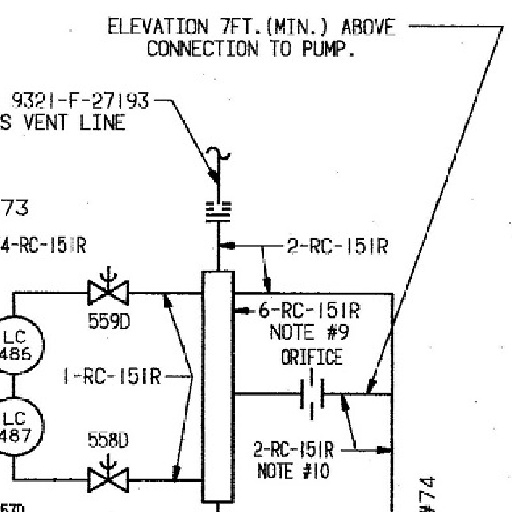 ELEVATION 7FT.(MIN.) ABOVE
CONNECTION TO PUMP.
9321-F-27193
S VENT LINE
73
4-RC-151R
2-RC-151R
559D
6-RC-151R
NOTE #9
ORIFICE
LC
486
1-RC-151R
LC
487
558D
2-RC-151R
NOTE #10
#74
57D